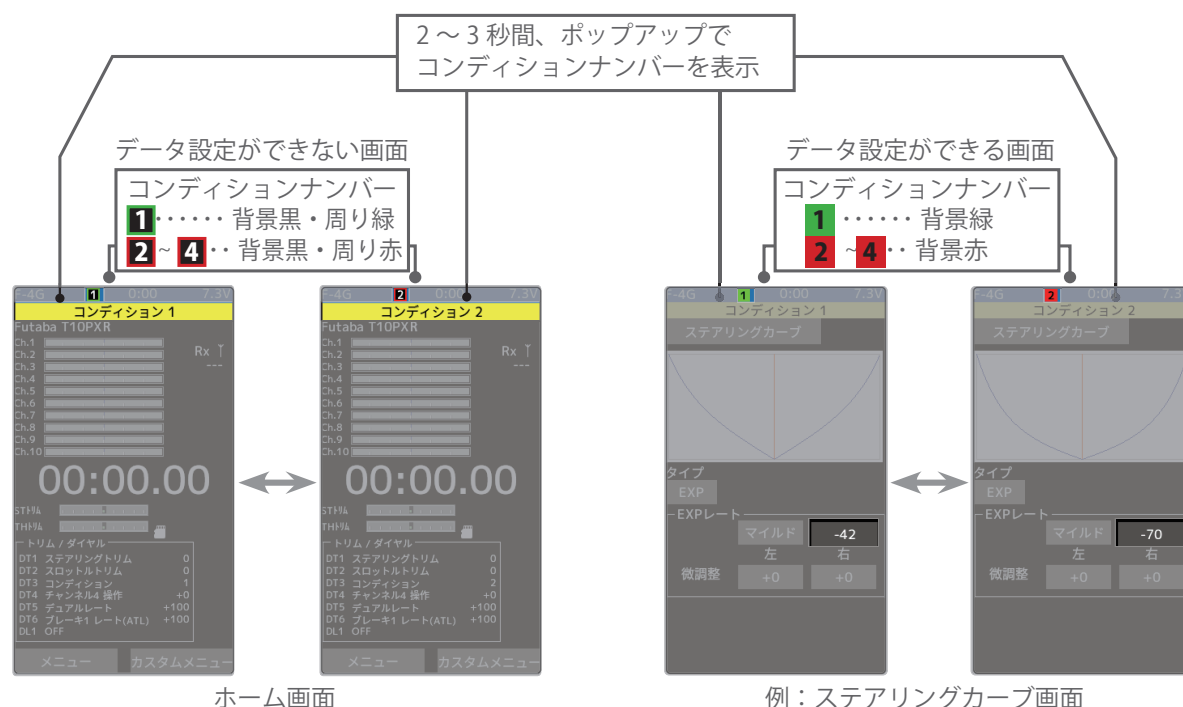 2～3 秒間、ポップアップで
コンディションナンバーを表示
データ設定ができない画面
コンディションナンバー
1 ‥‥‥ 背景黒・周り緑
2 ~ 4 ‥ 背景黒・周り赤
データ設定ができる画面
コンディションナンバー
1 ‥‥‥ 背景緑
2 ~ 4 ‥ 背景赤
F-4G 1 0:00 7.3V
コンディション 1
Futaba T10PXR
Ch.1
Ch.2
Ch.3
Ch.4
Ch.5
Ch.6
Ch.7
Ch.8
Ch.9
Ch.10
Rx
---
00:00.00
STﾄﾘﾑ
THﾄﾘﾑ
トリム / ダイヤル
DT1 ステアリングトリム 0
DT2 スロットルトリム 0
DT3 コンディション 1
DT4 チャンネル4 操作 +0
DT5 デュアルレート +100
DT6 ブレーキ1 レート(ATL) +100
DL1 OFF
メニュー カスタムメニュー
F-4G 2 0:00 7.3V
コンディション 2
Futaba T10PXR
Ch.1
Ch.2
Ch.3
Ch.4
Ch.5
Ch.6
Ch.7
Ch.8
Ch.9
Ch.10
Rx
---
00:00.00
STﾄﾘﾑ
THﾄﾘﾑ
トリム / ダイヤル
DT1 ステアリングトリム 0
DT2 スロットルトリム 0
DT3 コンディション 2
DT4 チャンネル4 操作 +0
DT5 デュアルレート +100
DT6 ブレーキ1 レート(ATL) +100
DL1 OFF
メニュー カスタムメニュー
ホーム画面
F-4G 1 0:00 7.3V
コンディション 1
ステアリングカーブ
タイプ
EXP
EXPレート
マイルド -42
左 右
微調整 +0 +0
F-4G 2 0:00 7.3V
コンディション 2
ステアリングカーブ
タイプ
EXP
EXPレート
マイルド -70
左 右
微調整 +0 +0
例：ステアリングカーブ画面